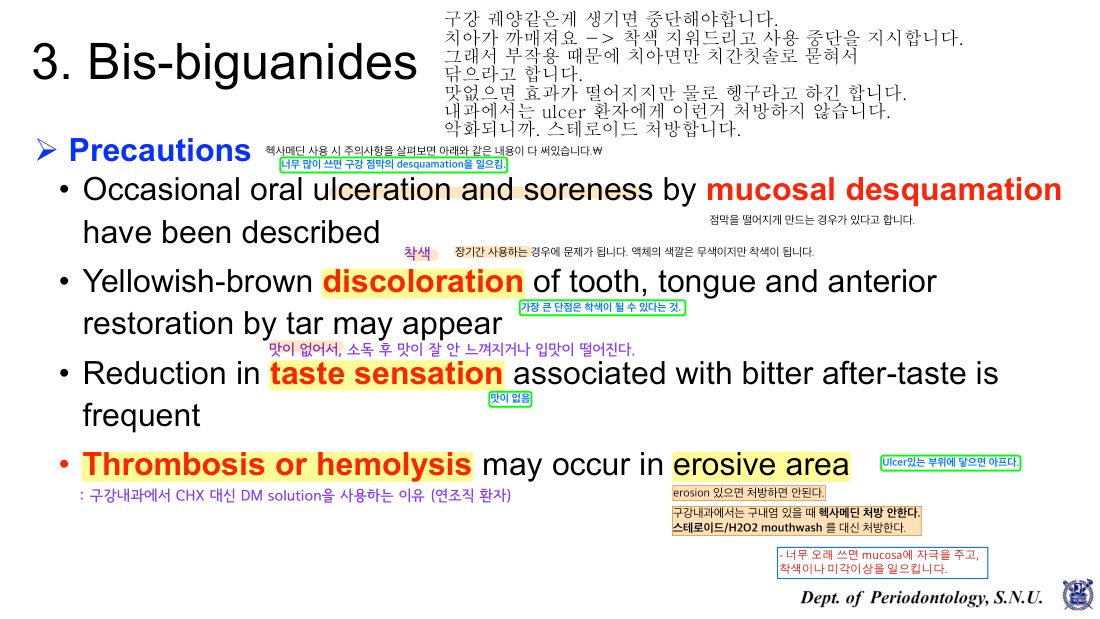 구강 궤양같은게 생기면 중단해야합니다.
치아가 까매져요 -> 착색 지워드리고 사용 중단을 지시합니다.
그래서 부작용 때문에 치아면만 치간칫솔로 묻혀서
닦으라고 합니다.
맛없으면 효과가 떨어지지만 물로 헹구라고 하긴 합니다.
내과에서는 ulcer 환자에게 이런거 처방하지 않습니다.
악화되니까. 스테로이드 처방합니다.
3. Bis-biguanides
➢ Precautions
헥사메딘 사용 시 주의사항을 살펴보면 아래와 같은 내용이 다 써있습니다.₩
너무 많이 쓰면 구강 점막의 desquamation을 일으킴.
• Occasional oral ulceration and soreness by mucosal desquamation
점막을 떨어지게 만드는 경우가 있다고 합니다.
have been described
착색
장기간 사용하는 경우에 문제가 됩니다. 액체의 색깔은 무색이지만 착색이 됩니다.
• Yellowish-brown discoloration of tooth, tongue and anterior
가장 큰 단점은 착색이 될 수 있다는 것.
restoration by tar may appear
맛이 없어서, 소독 후 맛이 잘 안 느껴지거나 입맛이 떨어진다.
• Reduction in taste sensation associated with bitter after-taste is
맛이 없음
frequent
• Thrombosis or hemolysis may occur in erosive area
Ulcer있는 부위에 닿으면 아프다.
: 구강내과에서 CHX 대신 DM solution을 사용하는 이유 (연조직 환자)
erosion 있으면 처방하면 안된다.
구강내과에서는 구내염 있을 때 헥사메딘 처방 안한다.
스테로이드/H2O2 mouthwash 를 대신 처방한다.
- 너무 오래 쓰면 mucosa에 자극을 주고,
착색이나 미각이상을 일으킵니다.
Dept. of Periodontology, S.N.U.